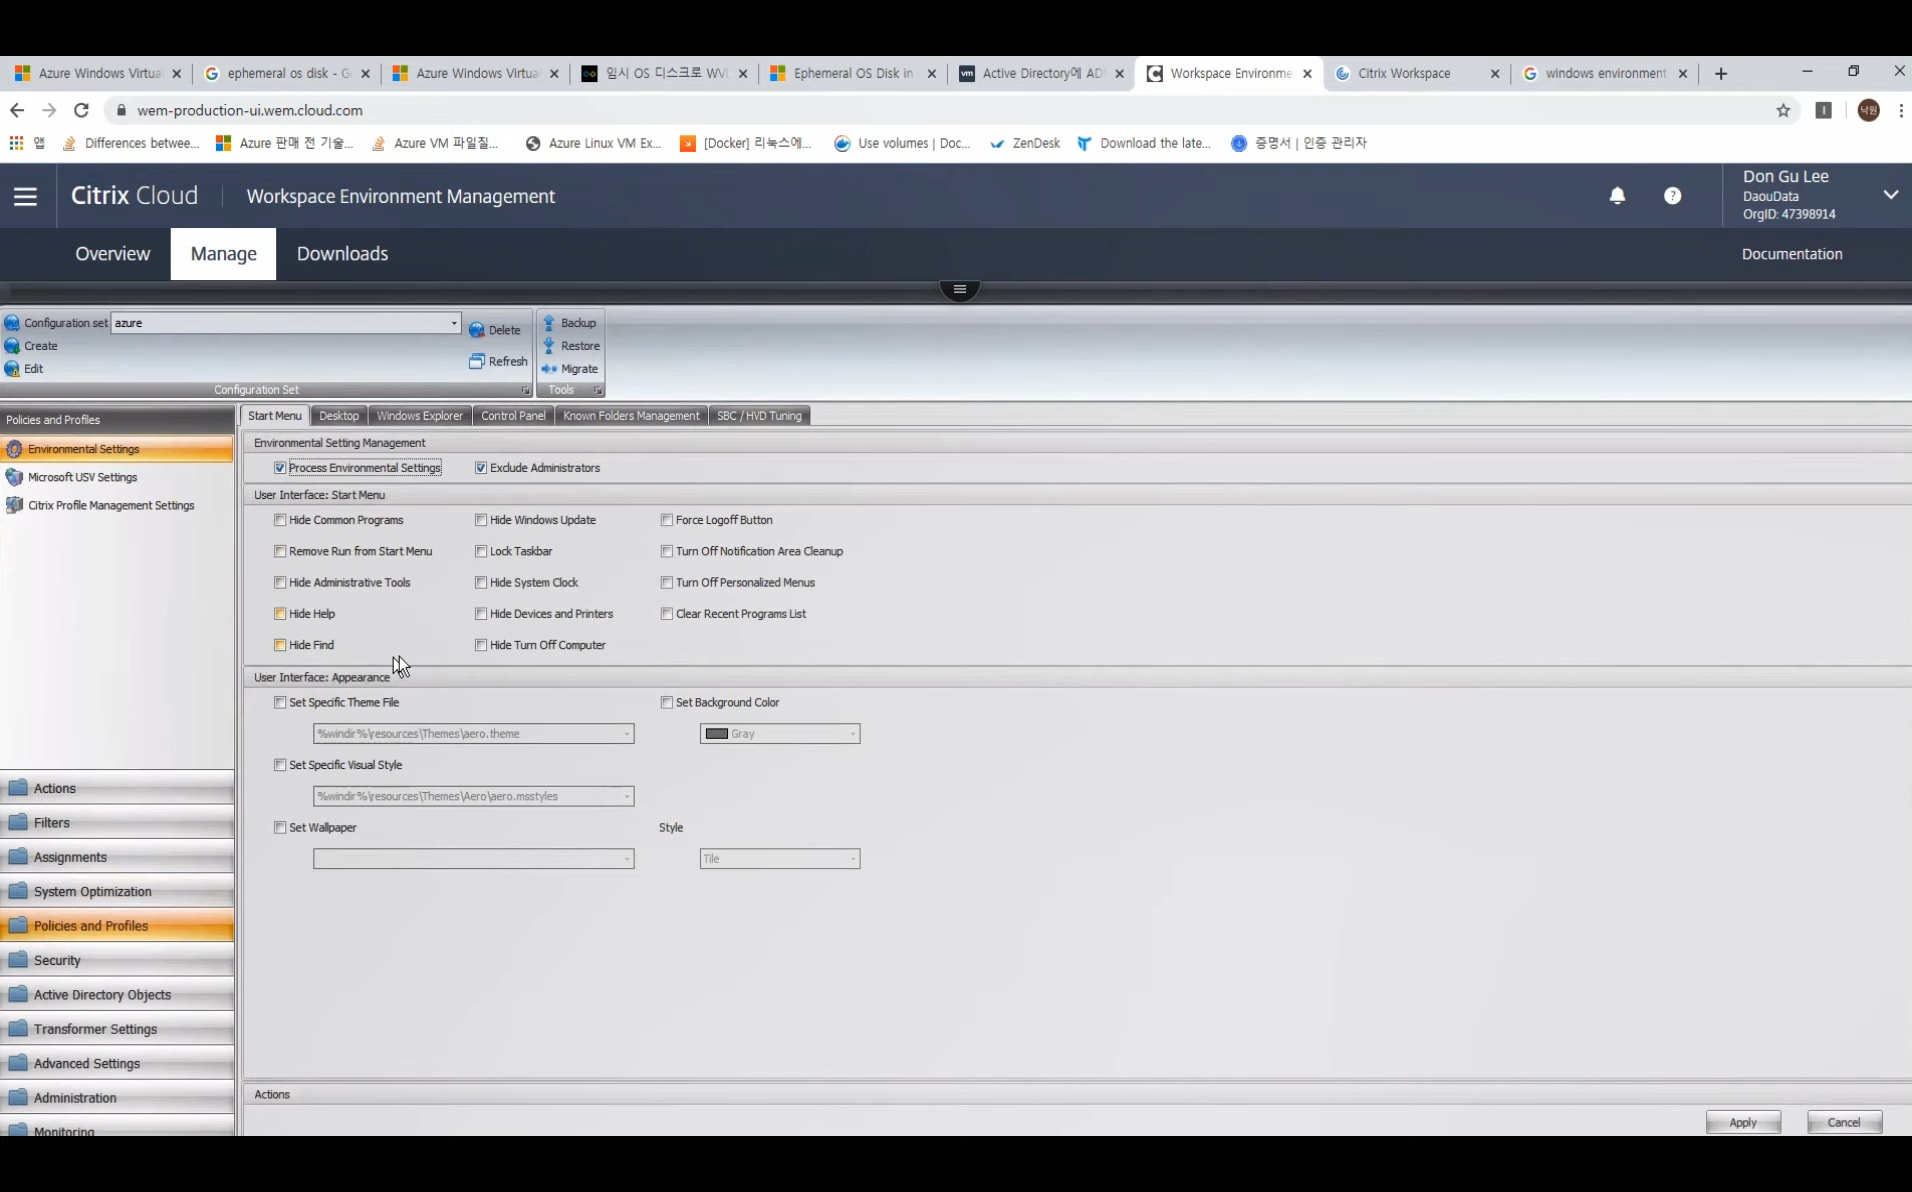 Azure Windows Virtua
ephemeral os disk - G
Azure Windows Virtua
임시 OS 디스크로 WV
Ephemeral OS Disk in
vm Active Directory에 AD
Workspace Environme
Citrix Workspace
windows environment
wem-production-ui.wem.cloud.com
낙원
앱
Differences betwee...
Azure 판매 전 기술...
Azure VM 파일질...
Azure Linux VM Ex...
[Docker] 리눅스에...
Use volumes | Doc...
ZenDesk
Download the late...
증명서 | 인증 관리자
Citrix Cloud
Workspace Environment Management
Don Gu Lee
DaouData
OrgID: 47398914
Overview
Manage
Downloads
Documentation
Configuration set azure
Create
Edit
Delete
Refresh
Configuration Set
Backup
Restore
Migrate
Tools
Policies and Profiles
Environmental Settings
Microsoft USV Settings
Citrix Profile Management Settings
Start Menu
Desktop
Windows Explorer
Control Panel
Known Folders Management
SBC / HVD Tuning
Environmental Setting Management
Process Environmental Settings
Exclude Administrators
User Interface: Start Menu
Hide Common Programs
Hide Windows Update
Force Logoff Button
Remove Run from Start Menu
Lock Taskbar
Turn Off Notification Area Cleanup
Hide Administrative Tools
Hide System Clock
Turn Off Personalized Menus
Hide Help
Hide Devices and Printers
Clear Recent Programs List
Hide Find
Hide Turn Off Computer
User Interface: Appearance
Set Specific Theme File
Set Background Color
%windir%\resources\Themes\aero.theme
Gray
Set Specific Visual Style
%windir%\resources\Themes\Aero\aero.msstyles
Set Wallpaper
Style
Tile
Actions
Filters
Assignments
System Optimization
Policies and Profiles
Security
Active Directory Objects
Transformer Settings
Advanced Settings
Administration
Monitoring
Actions
Apply
Cancel